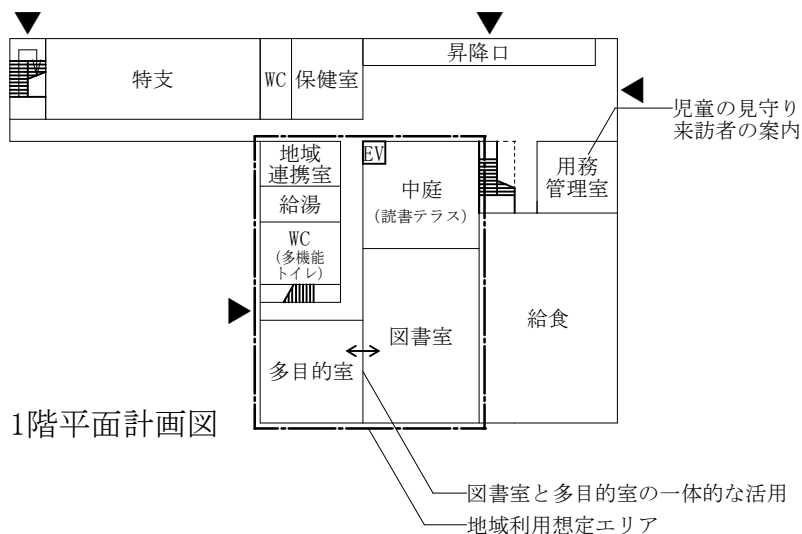 昇降口
特支
WC
保健室
児童の見守り
来訪者の案内
地域
連携室
EV
用務
管理室
中庭
(読書テラス)
給湯
WC
(多機能
トイレ)
図書室
給食
多目的室
1階平面計画図
図書室と多目的室の一体的な活用
地域利用想定エリア